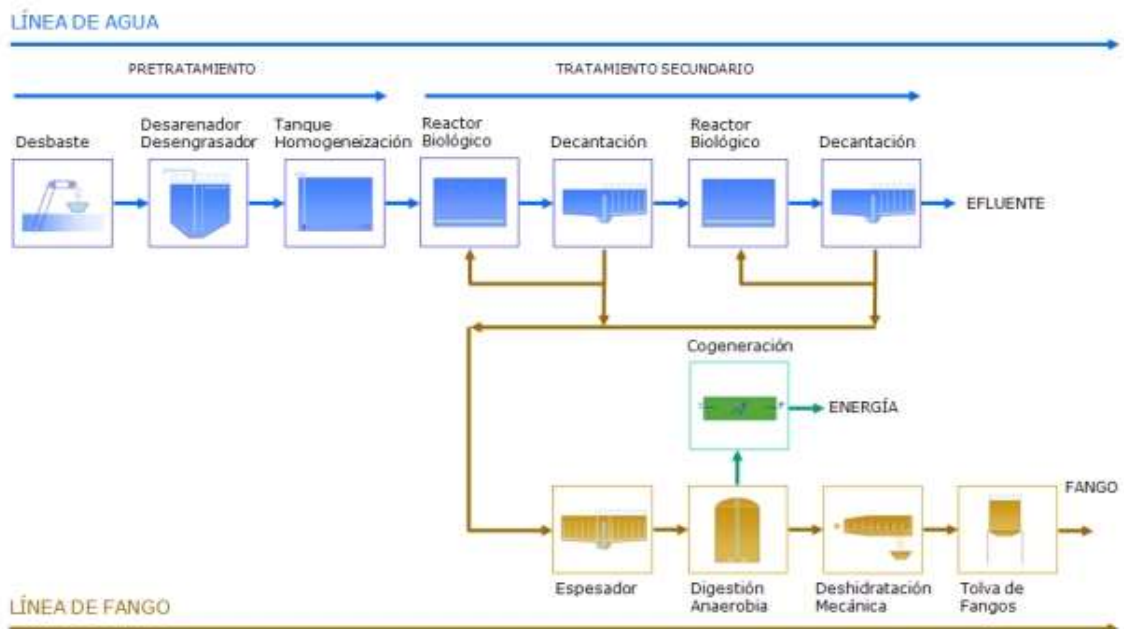 LÍNEA DE AGUA
PRETRATAMIENTO
TRATAMIENTO SECUNDARIO
Desbaste
Desarenador
Desengrasador
Tanque
Homogeneización
Reactor
Biológico
Decantación
Reactor
Biológico
Decantación
EFLUENTE
Cogeneración
ENERGÍA
FANGO
Espesador
Digestión
Anaerobia
Deshidratación
Mecánica
Tolva de
Fangos
LÍNEA DE FANGO